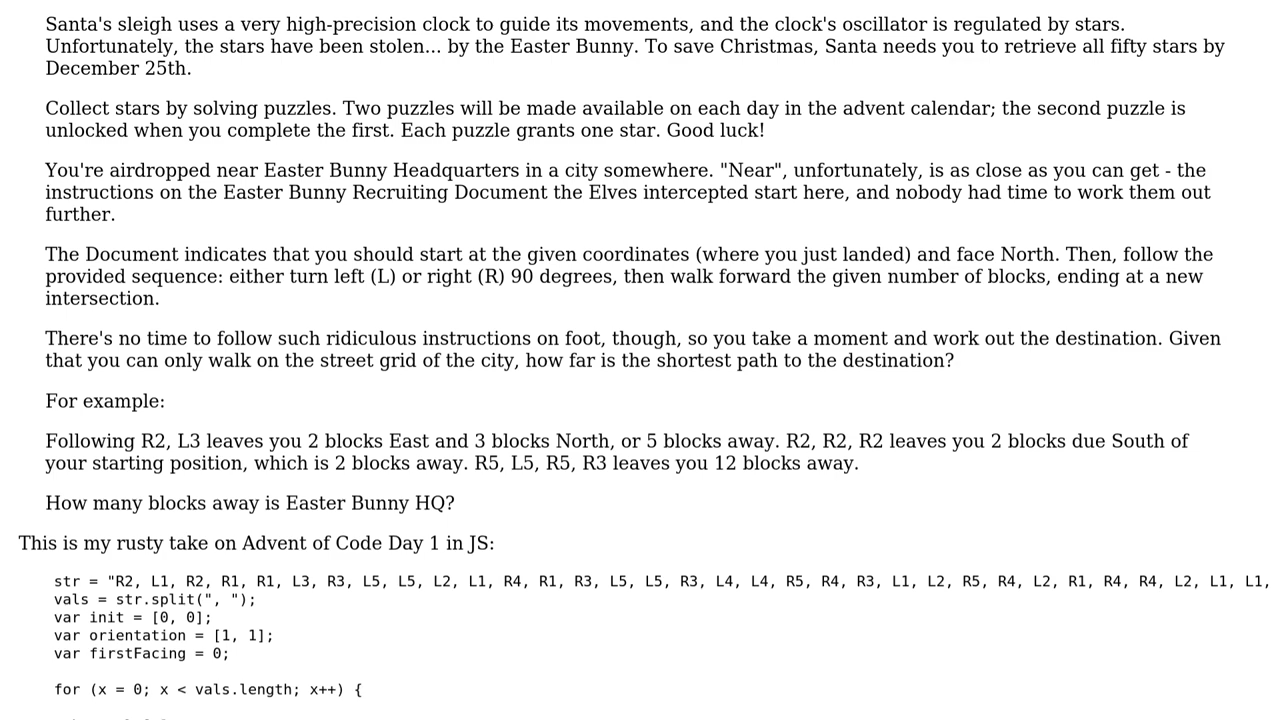 Santa's sleigh uses a very high-precision clock to guide its movements, and the clock's oscillator is regulated by stars.
Unfortunately, the stars have been stolen... by the Easter Bunny. To save Christmas, Santa needs you to retrieve all fifty stars by
December 25th.
Collect stars by solving puzzles. Two puzzles will be made available on each day in the advent calendar; the second puzzle is
unlocked when you complete the first. Each puzzle grants one star. Good luck!
You're airdropped near Easter Bunny Headquarters in a city somewhere. "Near", unfortunately, is as close as you can get - the
instructions on the Easter Bunny Recruiting Document the Elves intercepted start here, and nobody had time to work them out
further.
The Document indicates that you should start at the given coordinates (where you just landed) and face North. Then, follow the
provided sequence: either turn left (L) or right (R) 90 degrees, then walk forward the given number of blocks, ending at a new
intersection.
There's no time to follow such ridiculous instructions on foot, though, so you take a moment and work out the destination. Given
that you can only walk on the street grid of the city, how far is the shortest path to the destination?
For example:
Following R2, L3 leaves you 2 blocks East and 3 blocks North, or 5 blocks away. R2, R2, R2 leaves you 2 blocks due South of
your starting position, which is 2 blocks away. R5, L5, R5, R3 leaves you 12 blocks away.
How many blocks away is Easter Bunny HQ?
This is my rusty take on Advent of Code Day 1 in JS:
str = "R2, L1, R2, R1, R1, L3, R3, L5, L5, L2, L1, R4, R1, R3, L5, L5, R3, L4, L4, R5, R4, R3, L1, L2, R5, R4, L2, R1, R4, R4, L2, L1, L1,
vals = str.split(", ");
var init = [0, 0];
var orientation = [1, 1];
var firstFacing = 0;
for (x = 0; x < vals.length; x++) {